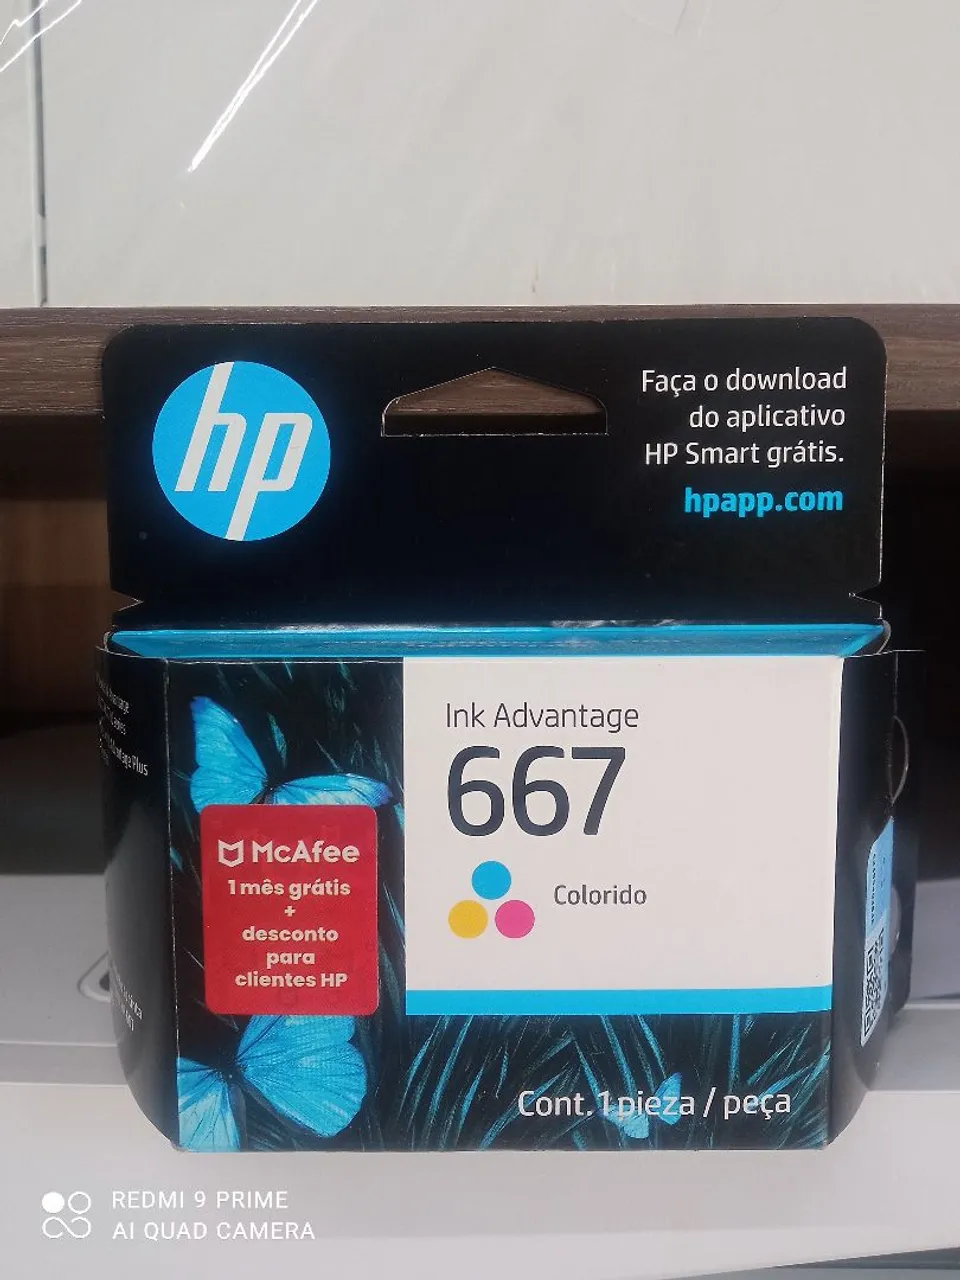 hp
Faça o download
do aplicativo
HP Smart grátis.
hpapp.com
Ink Advantage
667
Colorido
McAfee
1 mês grátis
+
desconto
para
clientes HP
Cont. 1 pieza / peça
REDMI 9 PRIME
AI QUAD CAMERA